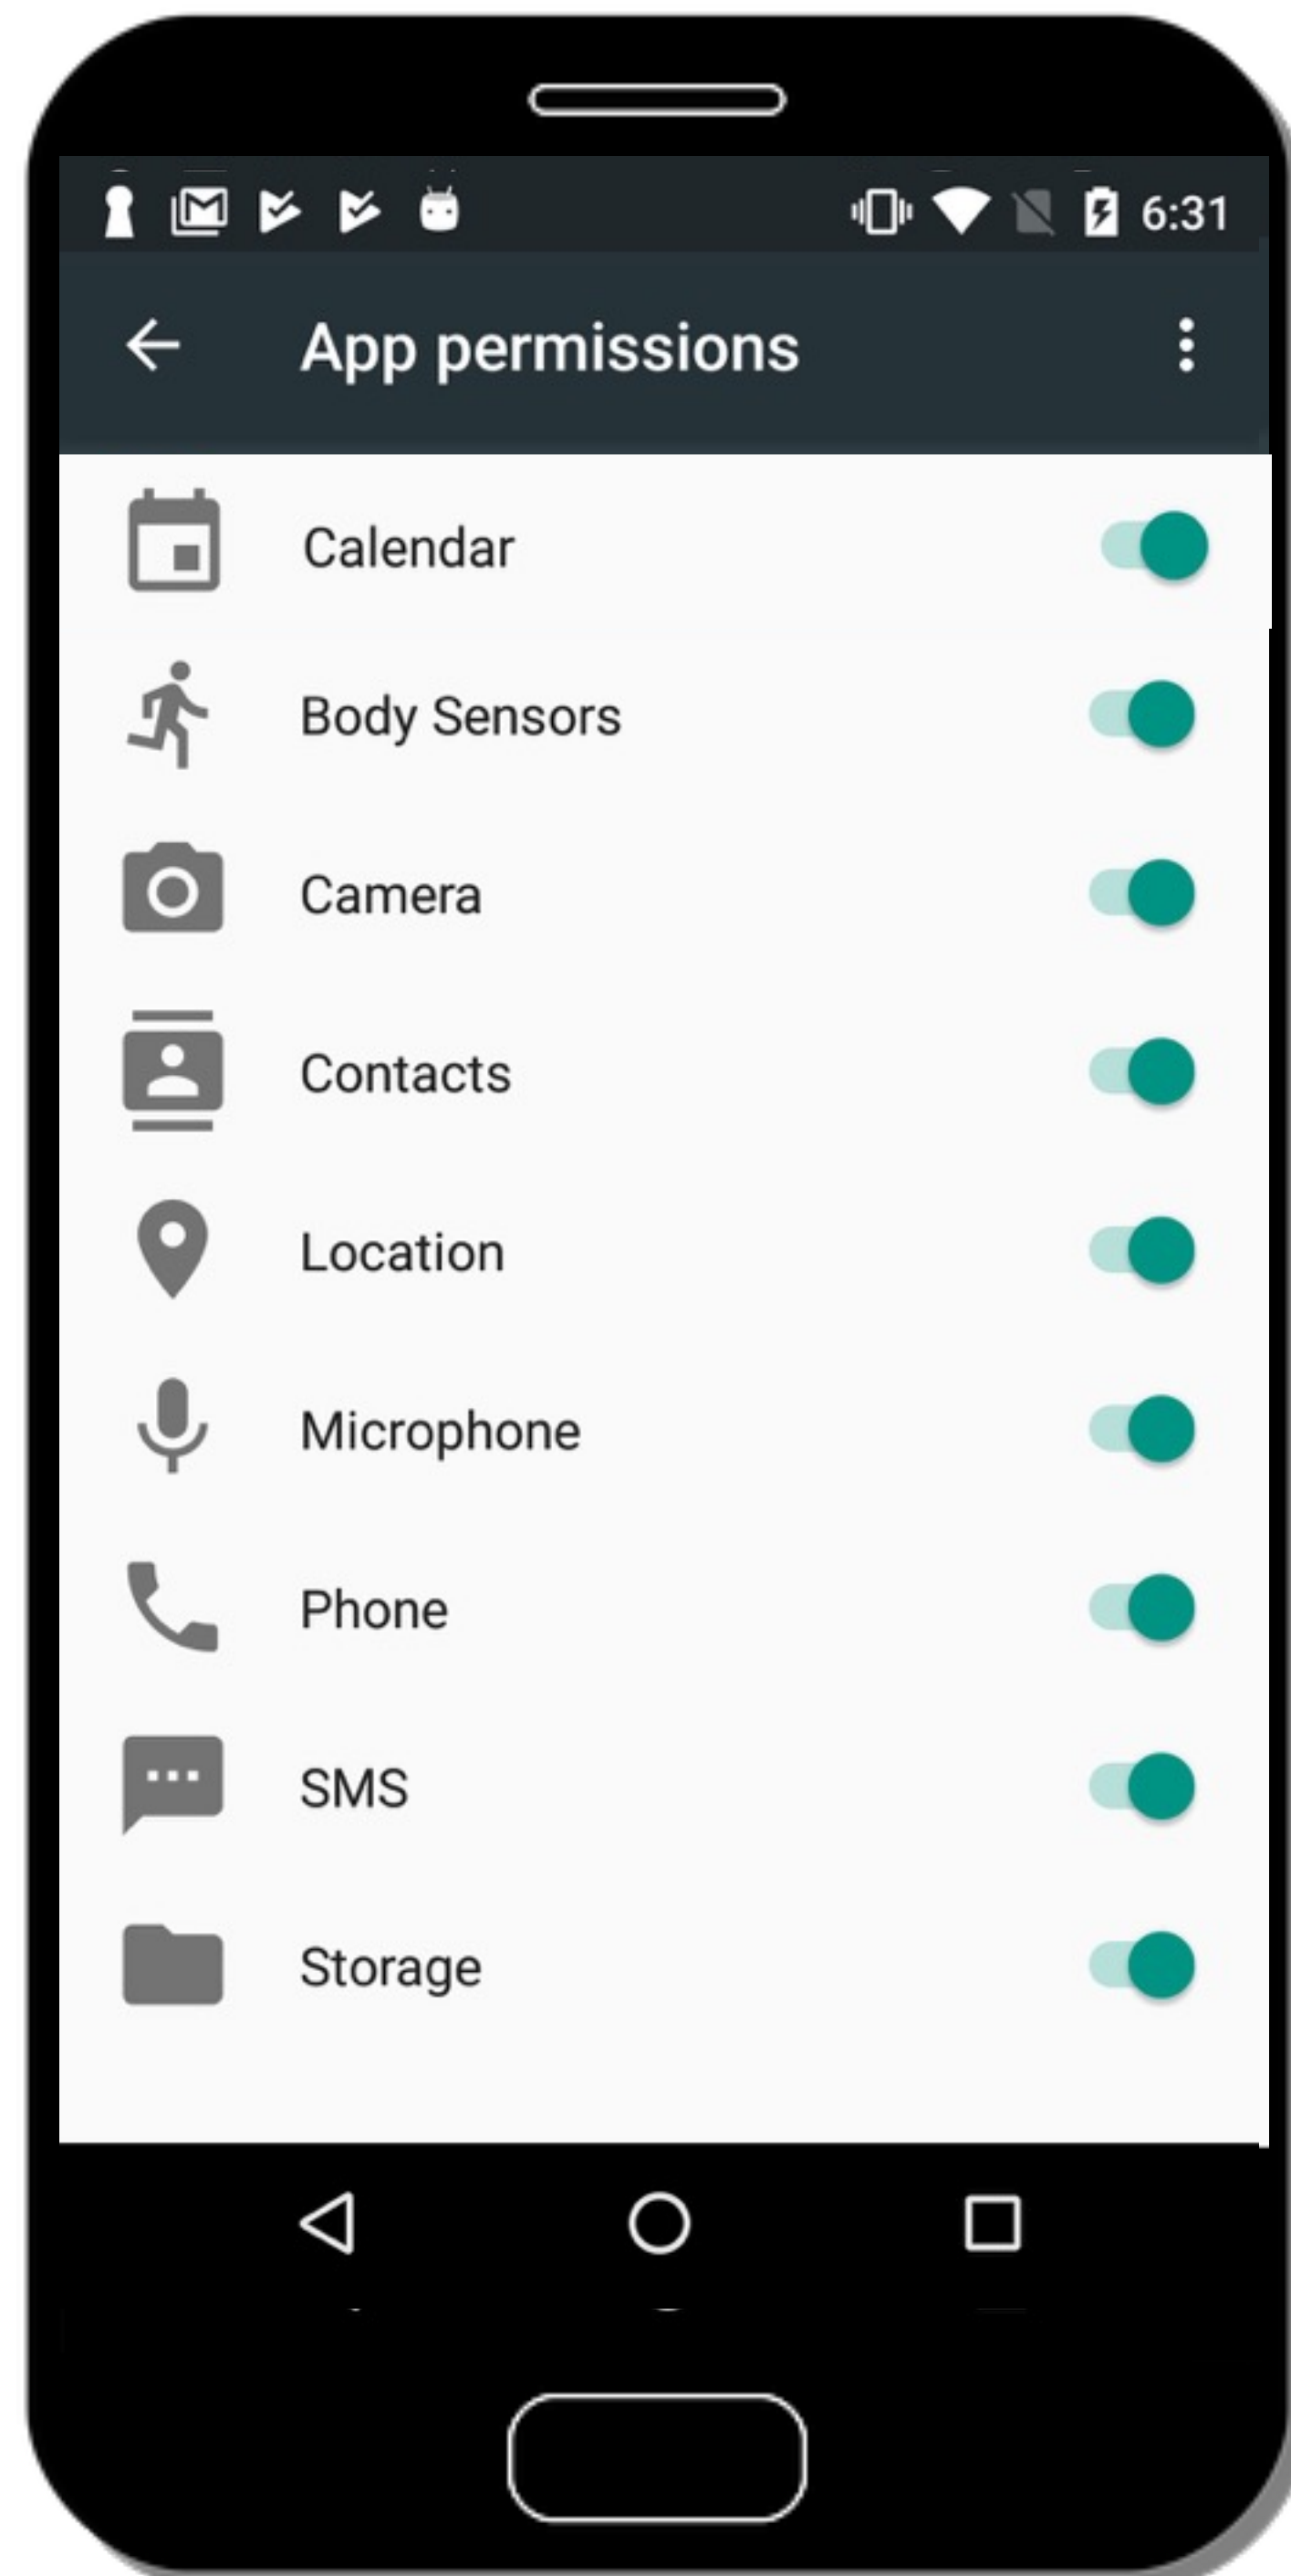 6:31
App permissions
Calendar
Body Sensors
Camera
Contacts
Location
Microphone
Phone
SMS
Storage